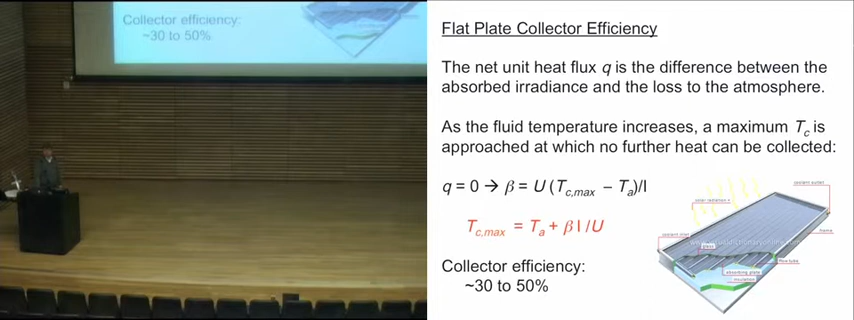 Collector efficiency:
~30 to 50%
Flat Plate Collector Efficiency
The net unit heat flux q is the difference between the
absorbed irradiance and the loss to the atmosphere.
As the fluid temperature increases, a maximum Tc is
approached at which no further heat can be collected:
q = 0 → β = U (Tc,max – Ta)/I
Tc,max = Ta + β I /U
Collector efficiency:
~30 to 50%
coolant outlet
solar radiation
coolant inlet
frame
glass
flow tube
absorbing plate
insulation